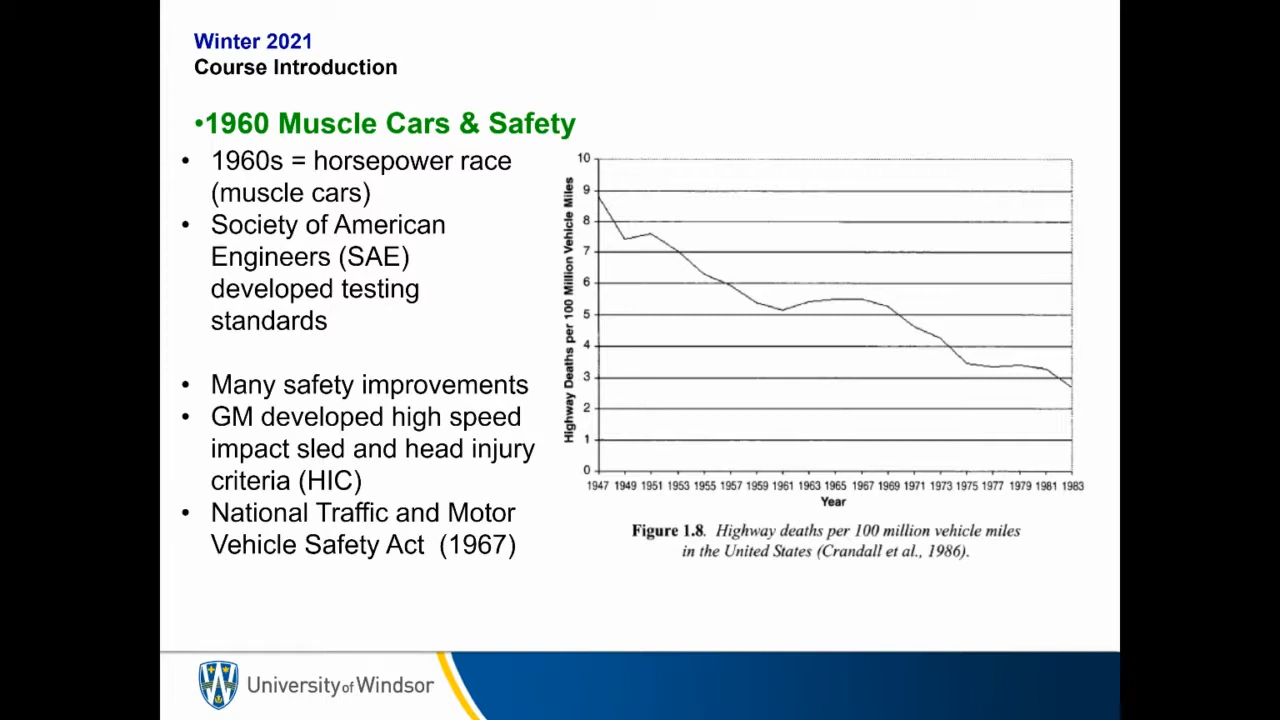 Winter 2021
Course Introduction
•1960 Muscle Cars & Safety
• 1960s = horsepower race
(muscle cars)
• Society of American
Engineers (SAE)
developed testing
standards
• Many safety improvements
• GM developed high speed
impact sled and head injury
criteria (HIC)
• National Traffic and Motor
Vehicle Safety Act (1967)
Highway Deaths per 100 Million Vehicle Miles
10
9
8
7
6
5
4
3
2
1
0
1947 1949 1951 1953 1955 1957 1959 1961 1963 1965 1967 1969 1971 1973 1975 1977 1979 1981 1983
Year
Figure 1.8. Highway deaths per 100 million vehicle miles
in the United States (Crandall et al., 1986).
University of Windsor